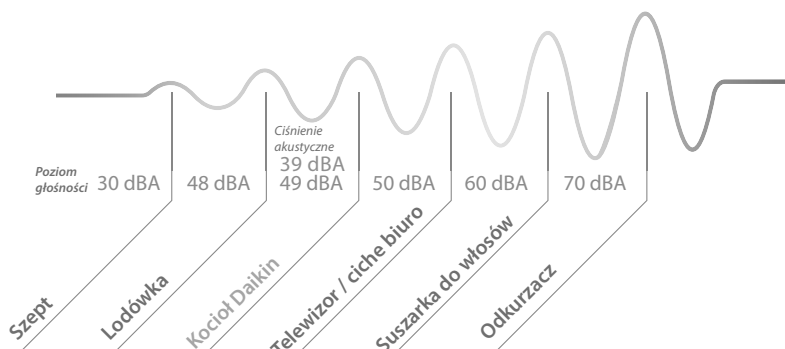 Ciśnienie
akustyczne
39 dBA
Poziom
głośności
30 dBA 48 dBA 49 dBA 50 dBA 60 dBA 70 dBA
Szept
Lodówka
Kocioł Daikin
Telewizor / ciche biuro
Suszarka do włosów
Odkurzacz